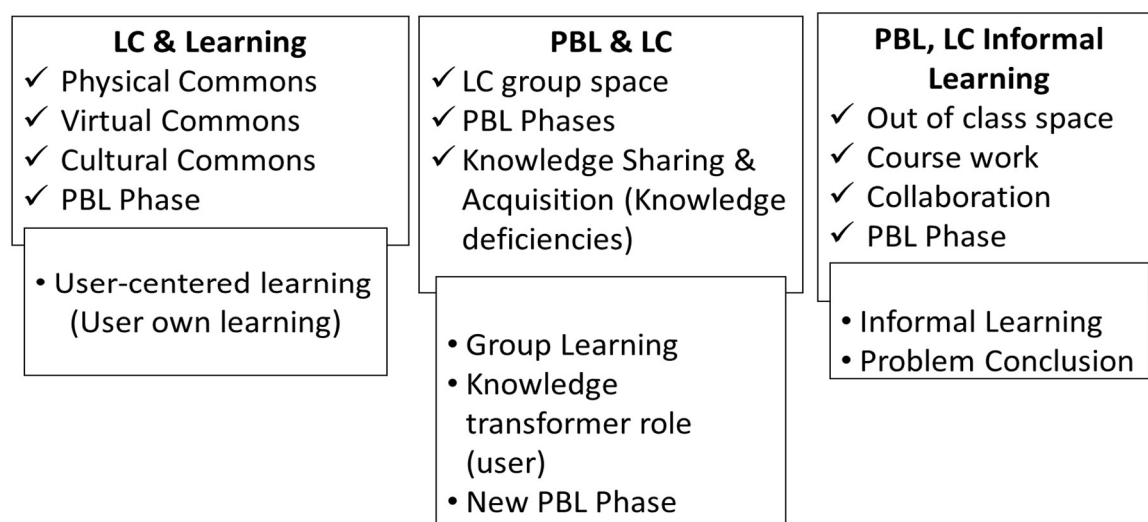 LC & Learning
✓ Physical Commons
✓ Virtual Commons
✓ Cultural Commons
✓ PBL Phase
• User-centered learning
(User own learning)
PBL & LC
✓ LC group space
✓ PBL Phases
✓ Knowledge Sharing &
Acquisition (Knowledge
deficiencies)
• Group Learning
• Knowledge
transformer role
(user)
• New PBL Phase
PBL, LC Informal
Learning
✓ Out of class space
✓ Course work
✓ Collaboration
✓ PBL Phase
• Informal Learning
• Problem Conclusion